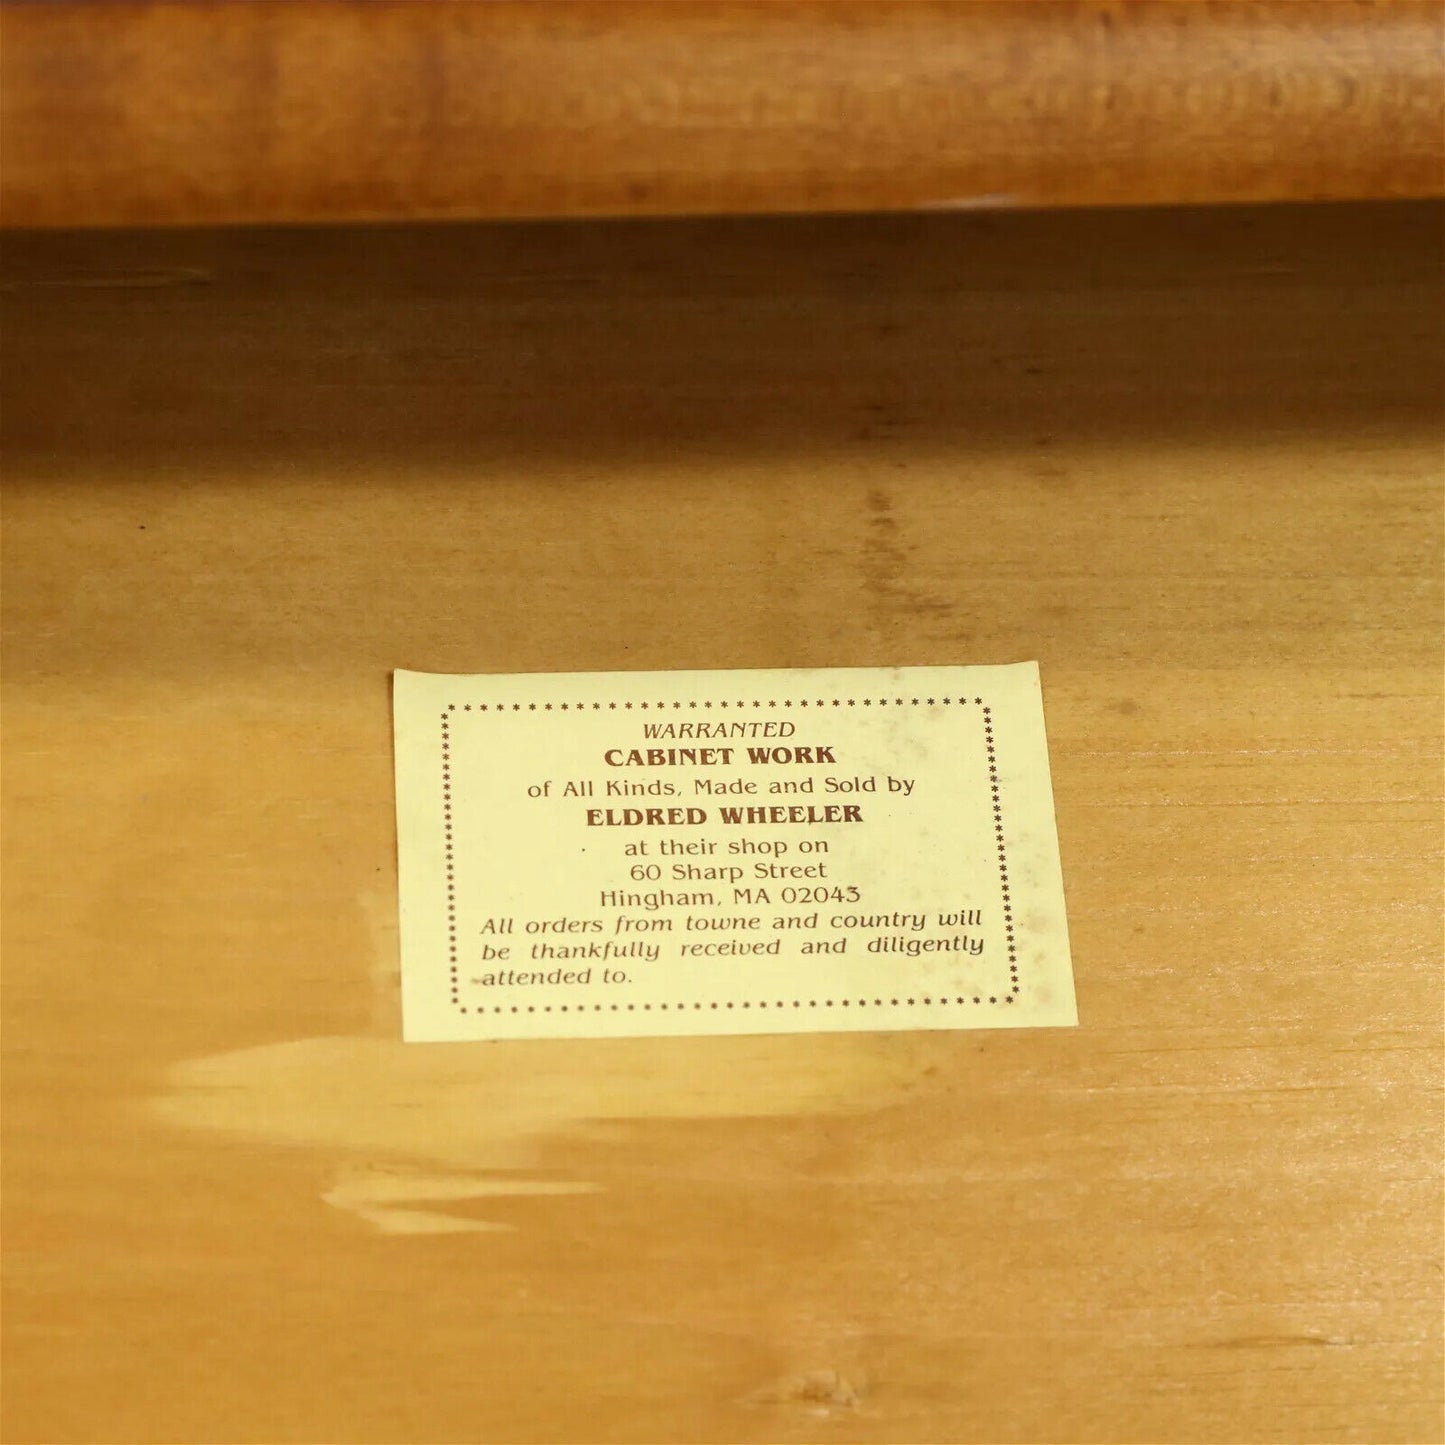 WARRANTED
CABINET WORK
of All Kinds, Made and Sold by
ELDRED WHEELER
at their shop on
60 Sharp Street
Hingham, MA 02043
All orders from towne and country will
be thankfully received and diligently
attended to.